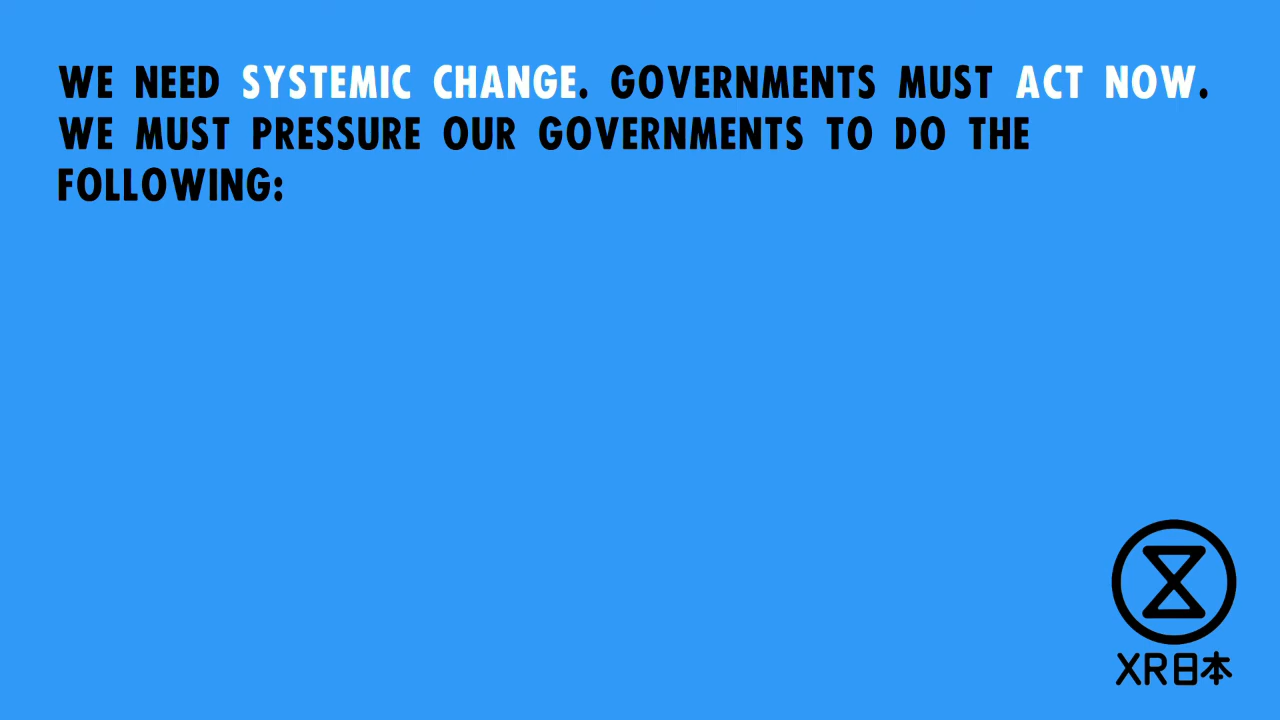 WE NEED SYSTEMIC CHANGE. GOVERNMENTS MUST ACT NOW.
WE MUST PRESSURE OUR GOVERNMENTS TO DO THE
FOLLOWING:
XR日本